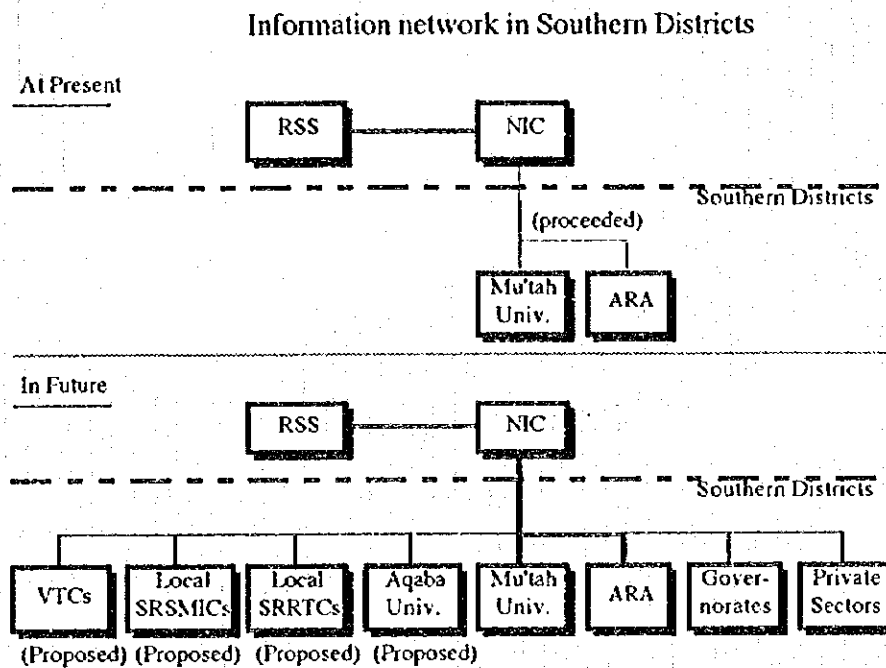 Information network in Southern Districts
At Present
RSS
NIC
Southern Districts
(proceeded)
Mu'tah
Univ.
ARA
In Future
RSS
NIC
Southern Districts
VTCs
Local
SRSMICs
Local
SRRTCs
Aqaba
Univ.
Mu'tah
Univ.
ARA
Gover-
norates
Private
Sectors
(Proposed) (Proposed) (Proposed) (Proposed)